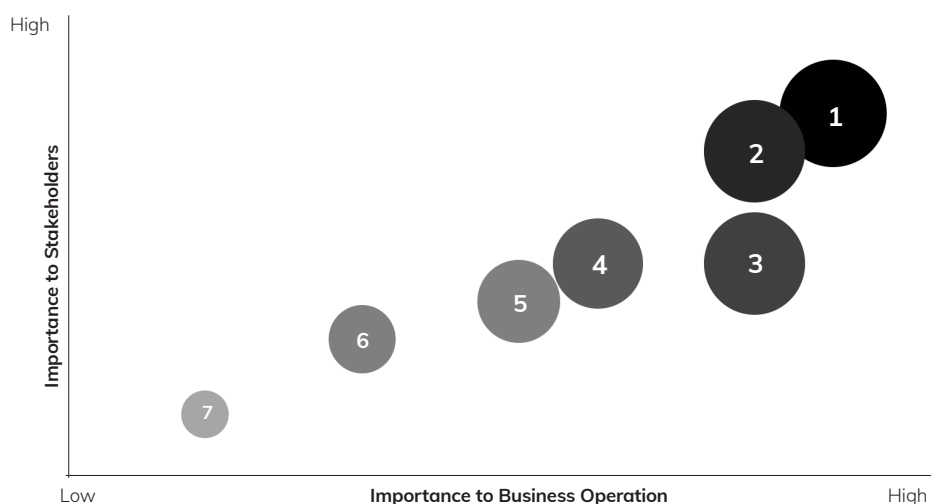 High
Importance to Stakeholders
1
2
3
4
5
6
7
Low
Importance to Business Operation
High